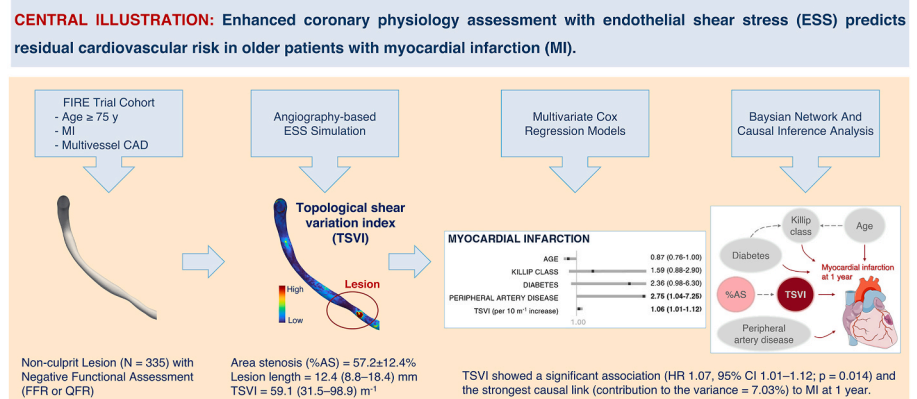 CENTRAL ILLUSTRATION: Enhanced coronary physiology assessment with endothelial shear stress (ESS) predicts
residual cardiovascular risk in older patients with myocardial infarction (MI).
FIRE Trial Cohort
- Age ≥ 75 y
- MI
- Multivessel CAD
Angiography-based
ESS Simulation
Multivariate Cox
Regression Models
Baysian Network And
Causal Inference Analysis
Topological shear
variation index
(TSVI)
Lesion
High
Low
MYOCARDIAL INFARCTION
AGE 0.87 (0.76-1.00)
KILLIP CLASS 1.59 (0.88-2.90)
DIABETES 2.36 (0.98-6.30)
PERIPHERAL ARTERY DISEASE 2.75 (1.04-7.25)
TSVI (per 10 m⁻¹ increase) 1.06 (1.01-1.12)
1.00
Killip
class
Age
Diabetes
Myocardial infarction
at 1 year
%AS
TSVI
Peripheral
artery disease
Non-culprit Lesion (N = 335) with
Negative Functional Assessment
(FFR or QFR)
Area stenosis (%AS) = 57.2±12.4%
Lesion length = 12.4 (8.8–18.4) mm
TSVI = 59.1 (31.5–98.9) m⁻¹
TSVI showed a significant association (HR 1.07, 95% CI 1.01–1.12; p = 0.014) and
the strongest causal link (contribution to the variance = 7.03%) to MI at 1 year.